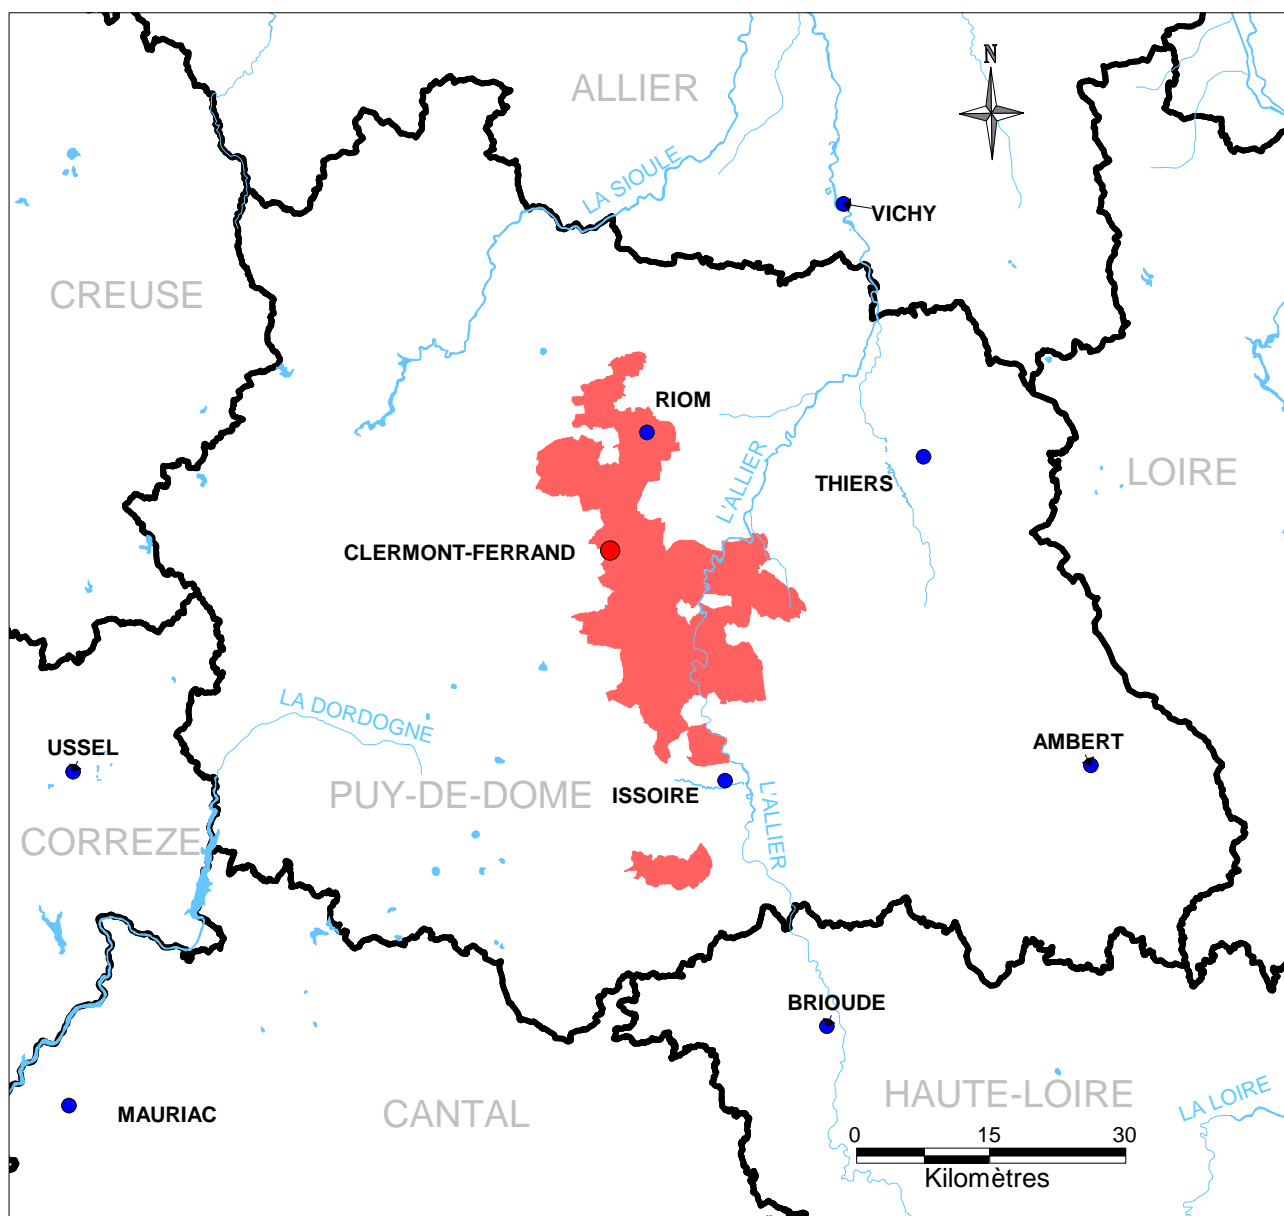 N
ALLIER
LA SIOULE
VICHY
CREUSE
RIOM
L'ALLIER
THIERS
LOIRE
CLERMONT-FERRAND
LA DORDOGNE
USSEL
AMBERT
PUY-DE-DOME
ISSOIRE
L'ALLIER
CORREZE
BRIOUDE
MAURIAC
CANTAL
HAUTE-LOIRE
LA LOIRE
0 15 30
Kilomètres